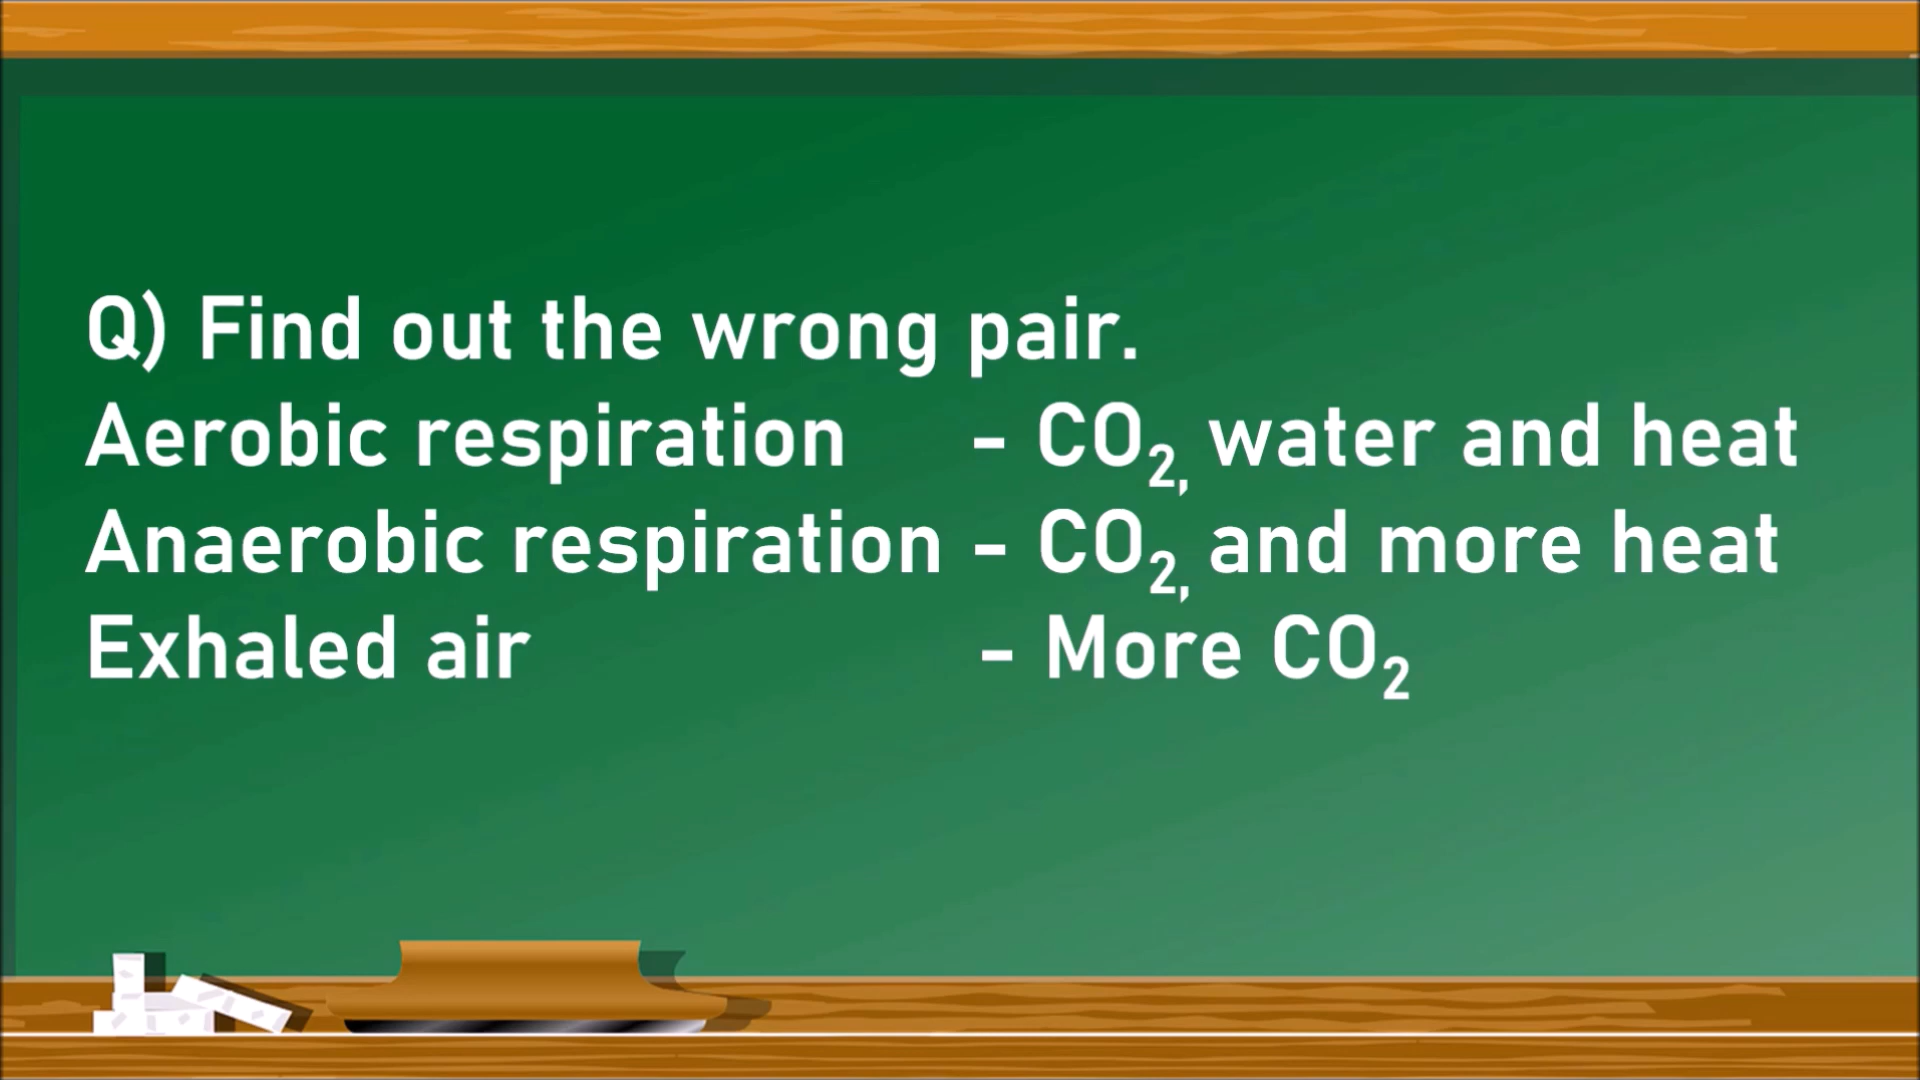 Q) Find out the wrong pair.
Aerobic respiration - CO₂, water and heat
Anaerobic respiration - CO₂, and more heat
Exhaled air - More CO₂